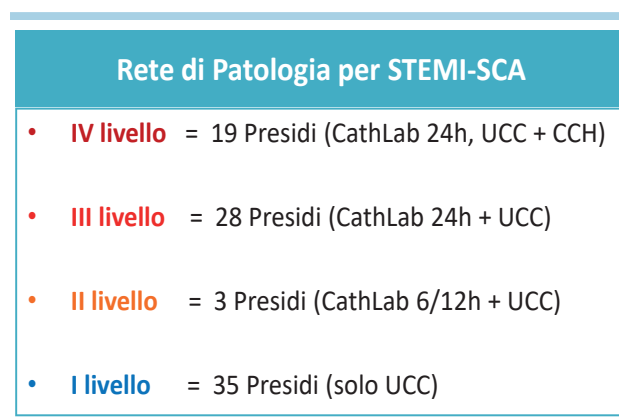 Rete di Patologia per STEMI-SCA
• IV livello = 19 Presidi (CathLab 24h, UCC + CCH)
• III livello = 28 Presidi (CathLab 24h + UCC)
• II livello = 3 Presidi (CathLab 6/12h + UCC)
• I livello = 35 Presidi (solo UCC)